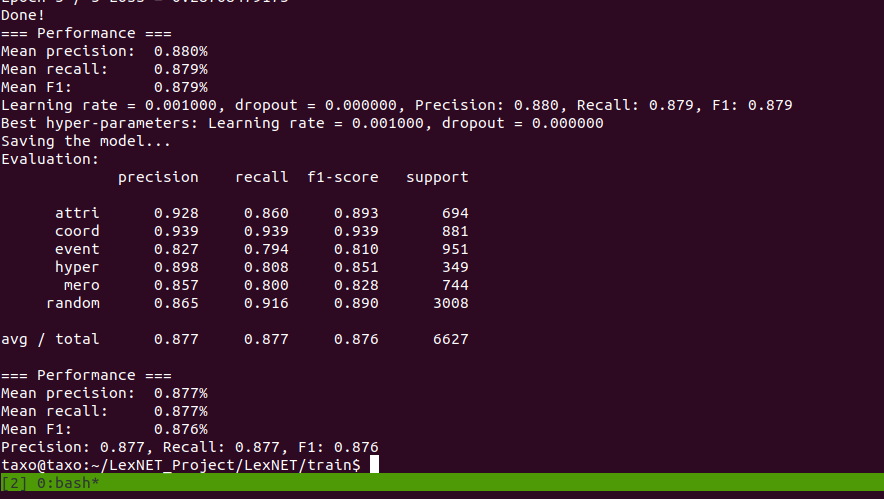 Done!
=== Performance ===
Mean precision:  0.880%
Mean recall:     0.879%
Mean F1:         0.879%
Learning rate = 0.001000, dropout = 0.000000, Precision: 0.880, Recall: 0.879, F1: 0.879
Best hyper-parameters: Learning rate = 0.001000, dropout = 0.000000
Saving the model...
Evaluation:
             precision    recall  f1-score   support
      attri      0.928     0.860     0.893       694
      coord      0.939     0.939     0.939       881
      event      0.827     0.794     0.810       951
      hyper      0.898     0.808     0.851       349
       mero      0.857     0.800     0.828       744
     random      0.865     0.916     0.890      3008
avg / total      0.877     0.877     0.876      6627
=== Performance ===
Mean precision:  0.877%
Mean recall:     0.877%
Mean F1:         0.876%
Precision: 0.877, Recall: 0.877, F1: 0.876
taxo@taxo:~/LexNET_Project/LexNET/train$
[2] 0:bash*